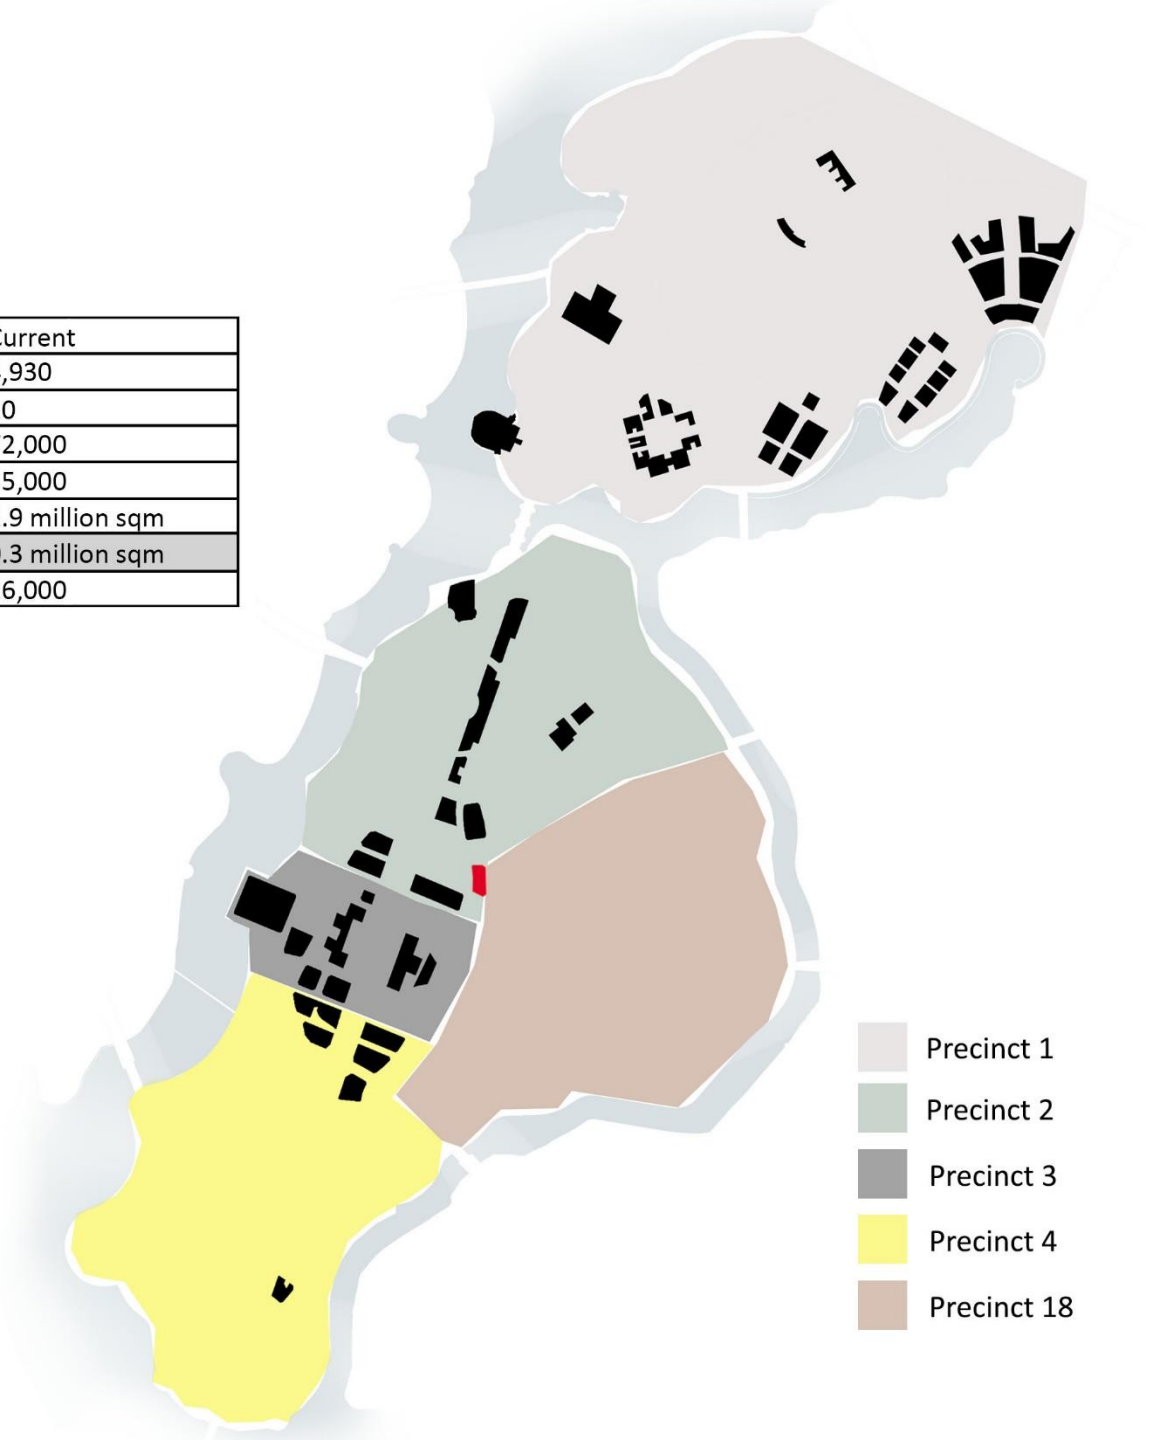 Current
,930
0
2,000
5,000
.9 million sqm
.3 million sqm
6,000
Precinct 1
Precinct 2
Precinct 3
Precinct 4
Precinct 18